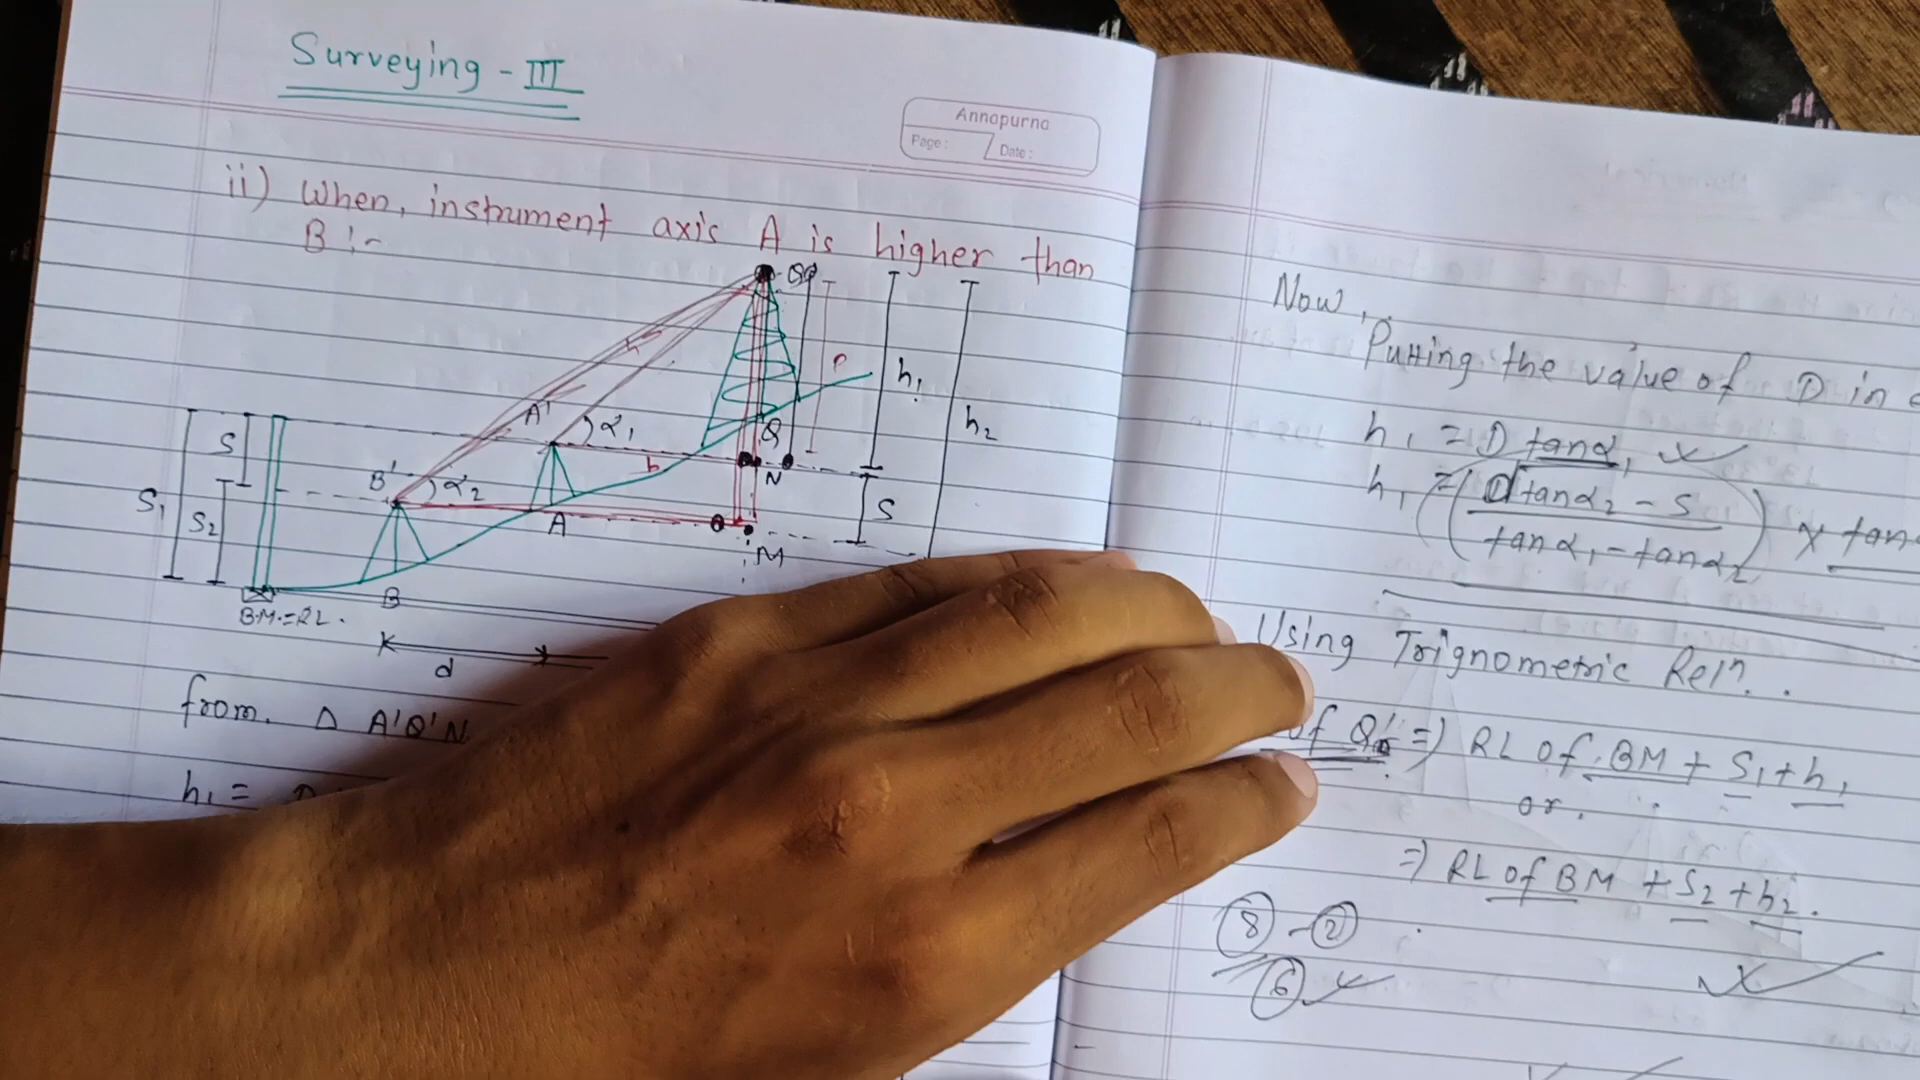 Surveying - III
Annapurna
Page :
Date :
ii) When, instrument axis A is higher than
B :-
Q'
h₁
h₂
A'
α₁
S
Q
b
N
B'
α₂
S₁
S₂
A
S
M
B
B.M.=RL.
d
from. Δ A'Q'N
h₁ =
Now,
Putting the value of D in
h₁ = D tanα₁
h₁ = (dtanα₂ - S / tanα₁ - tanα₂) × tan
Using Trignometric Relⁿ..
of Q' ⇒ RL of BM + S₁ + h₁
or.
⇒ RL of BM + S₂ + h₂.
8 - 2
6